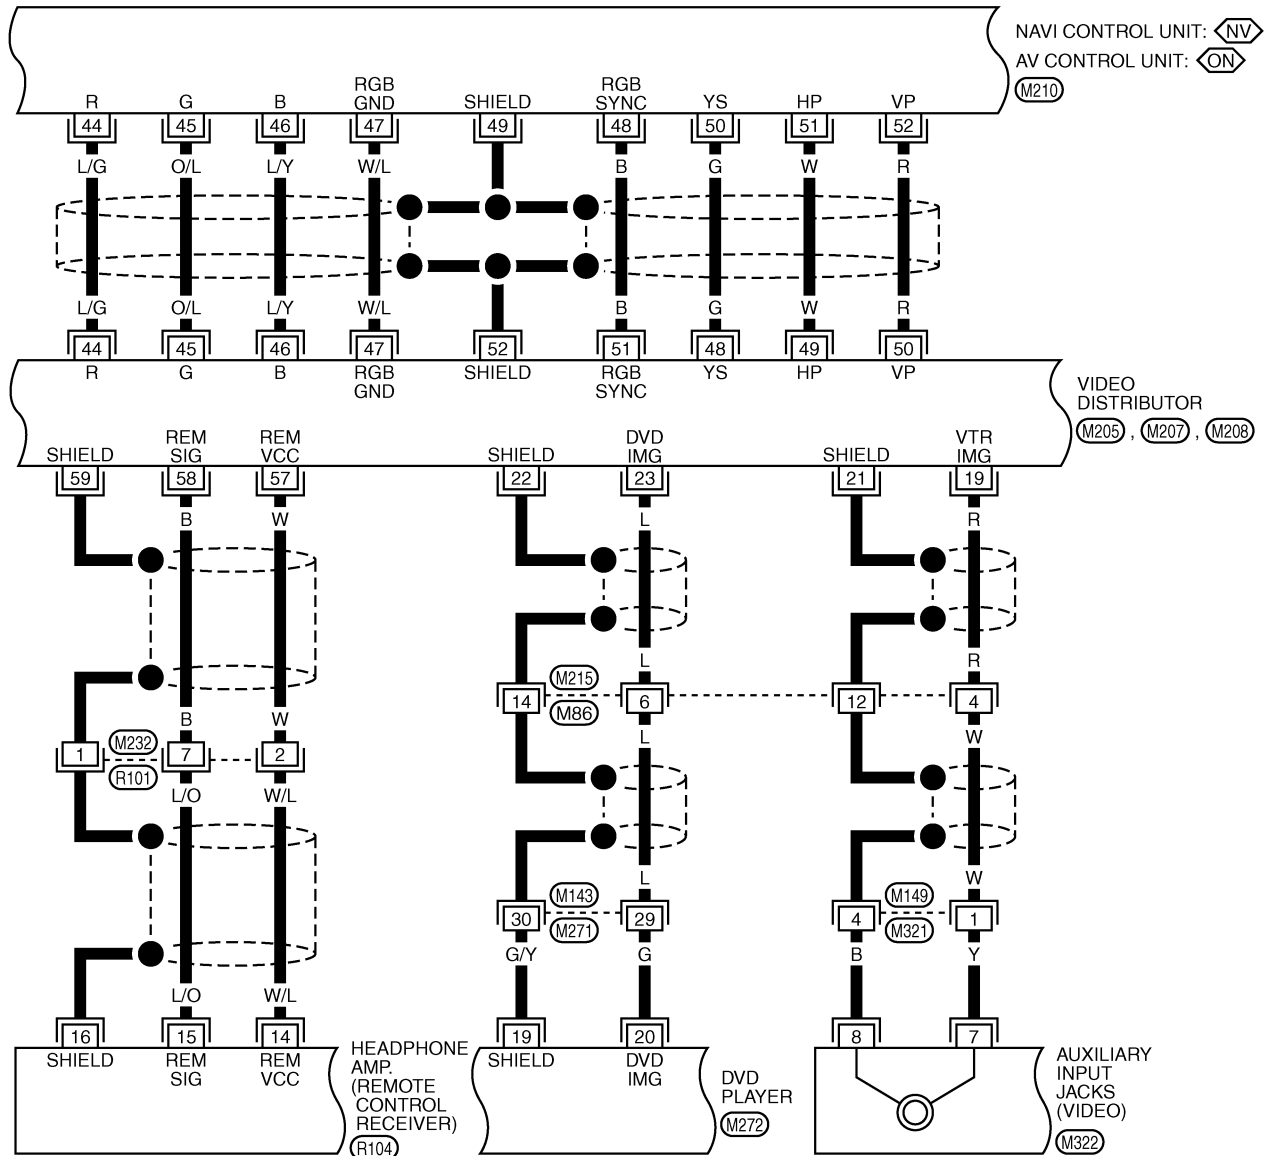 NAVI CONTROL UNIT: NV
AV CONTROL UNIT: ON
M210
R G B RGB GND SHIELD RGB SYNC YS HP VP
44 45 46 47 49 48 50 51 52
L/G O/L L/Y W/L B G W R
L/G O/L L/Y W/L B G W R
44 45 46 47 52 51 48 49 50
R G B RGB GND SHIELD RGB SYNC YS HP VP
VIDEO
DISTRIBUTOR
M205 , M207 , M208
SHIELD REM SIG REM VCC SHIELD DVD IMG SHIELD VTR IMG
59 58 57 22 23 21 19
B W L R
L R
M215
14 6 12 4
M86
B W L W
M232
1 7 2
R101
L/O W/L
L W
M143 M149
30 29 4 1
M271 M321
G/Y G B Y
L/O W/L
16 15 14 19 20 8 7
SHIELD REM SIG REM VCC SHIELD DVD IMG
HEADPHONE
AMP.
(REMOTE
CONTROL
RECEIVER)
R104
DVD
PLAYER
M272
AUXILIARY
INPUT
JACKS
(VIDEO)
M322